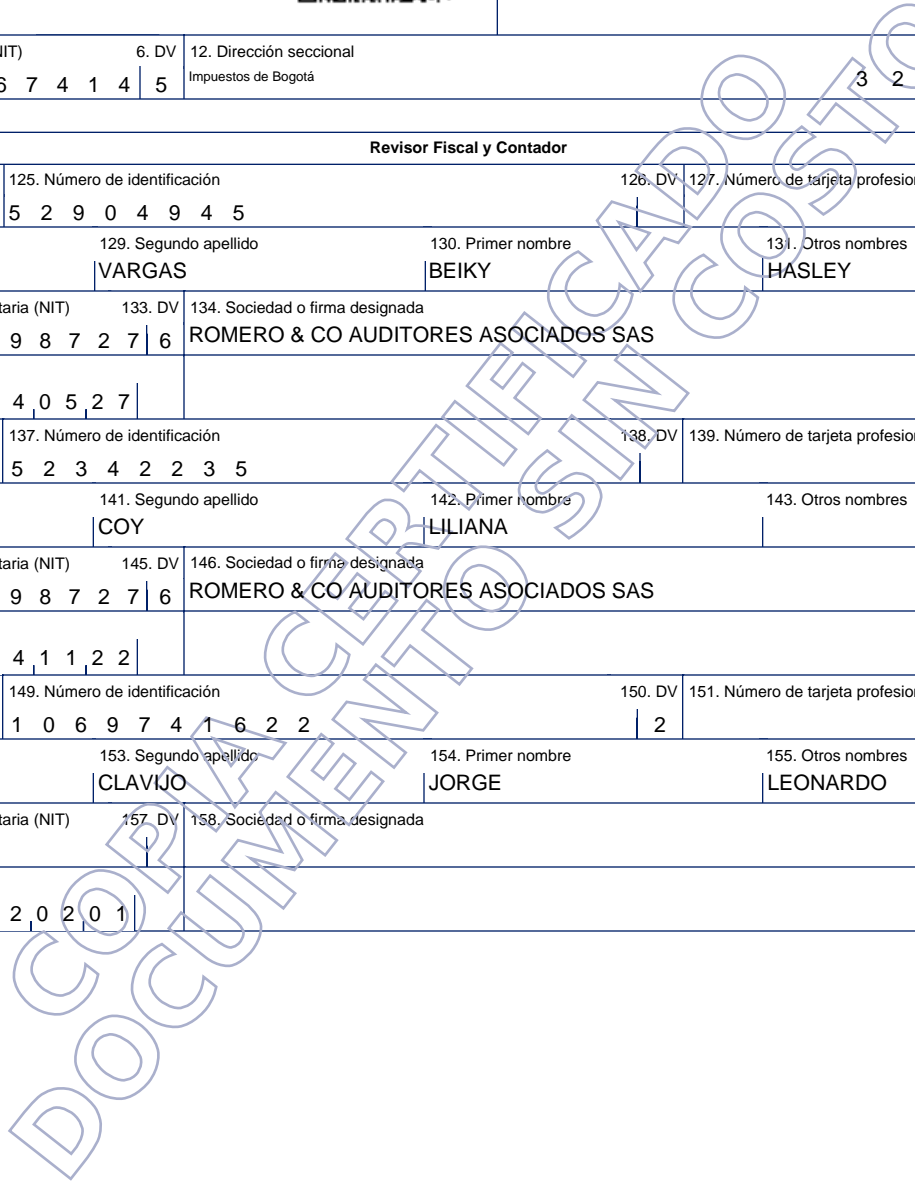 NIT) 6. DV 12. Dirección seccional
6 7 4 1 4 5 Impuestos de Bogotá 3 2
Revisor Fiscal y Contador
125. Número de identificación 126. DV 127. Número de tarjeta profesion
5 2 9 0 4 9 4 5
129. Segundo apellido 130. Primer nombre 131. Otros nombres
VARGAS BEIKY HASLEY
taria (NIT) 133. DV 134. Sociedad o firma designada
9 8 7 2 7 6 ROMERO & CO AUDITORES ASOCIADOS SAS
4 0 5 2 7
137. Número de identificación 138. DV 139. Número de tarjeta profesion
5 2 3 4 2 2 3 5
141. Segundo apellido 142. Primer nombre 143. Otros nombres
COY LILIANA
taria (NIT) 145. DV 146. Sociedad o firma designada
9 8 7 2 7 6 ROMERO & CO AUDITORES ASOCIADOS SAS
4 1 1 2 2
149. Número de identificación 150. DV 151. Número de tarjeta profesion
1 0 6 9 7 4 1 6 2 2 2
153. Segundo apellido 154. Primer nombre 155. Otros nombres
CLAVIJO JORGE LEONARDO
taria (NIT) 157. DV 158. Sociedad o firma designada
2 0 2 0 1
COPIA CERTIFICADO
DOCUMENTO SIN COSTO